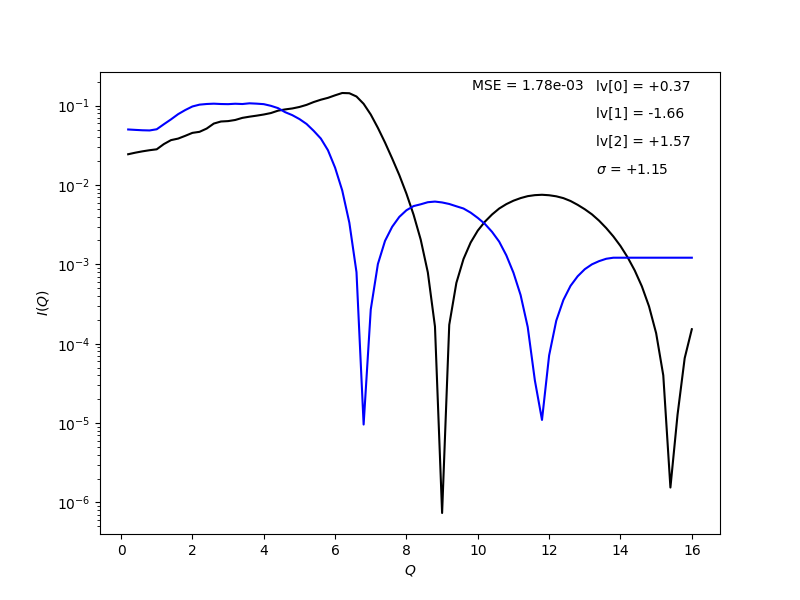 MSE = 1.78e-03
lv[0] = +0.37
lv[1] = -1.66
lv[2] = +1.57
σ = +1.15
I(Q)
10⁻¹
10⁻²
10⁻³
10⁻⁴
10⁻⁵
10⁻⁶
0 2 4 6 8 10 12 14 16
Q